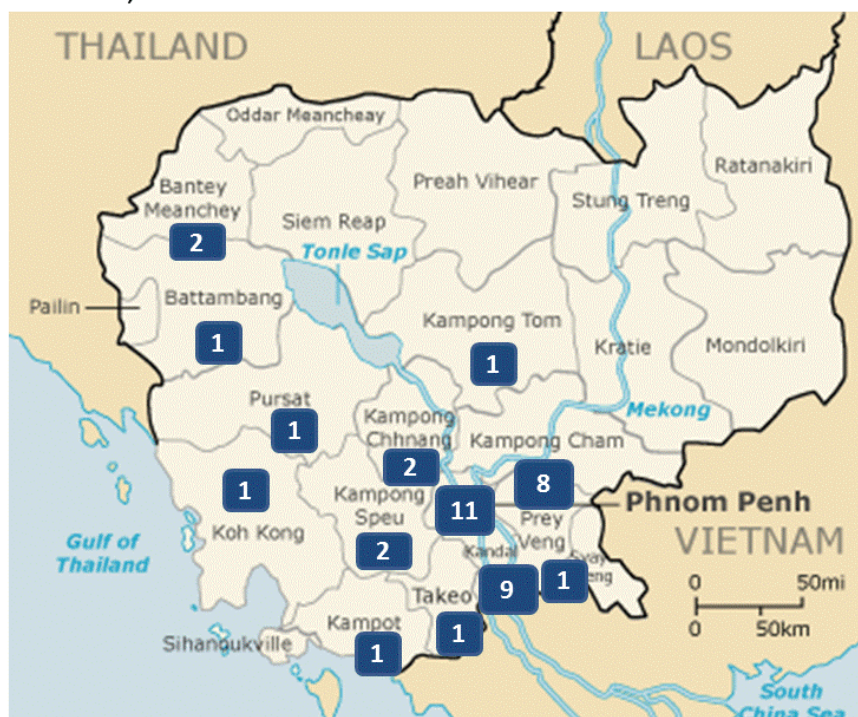 THAILAND
LAOS
Oddar Meancheay
Ratanakiri
Preah Vihear
Bantey
Meanchey
Stung Treng
Siem Reap
2
Tonle Sap
Battambang
Pailin
Kampong Tom
1
Kratie
Mondolkiri
1
Pursat
Mekong
Kampong
Chhnang
1
Kampong Cham
2
8
1
Kampong
Speu
11
Phnom Penh
Prey
Veng
Koh Kong
VIETNAM
Gulf of
Thailand
2
Kandal
Svay
1
9
0 50mi
Takeo
0 50km
Kampot
1
Sihanoukville
1
South
China Sea